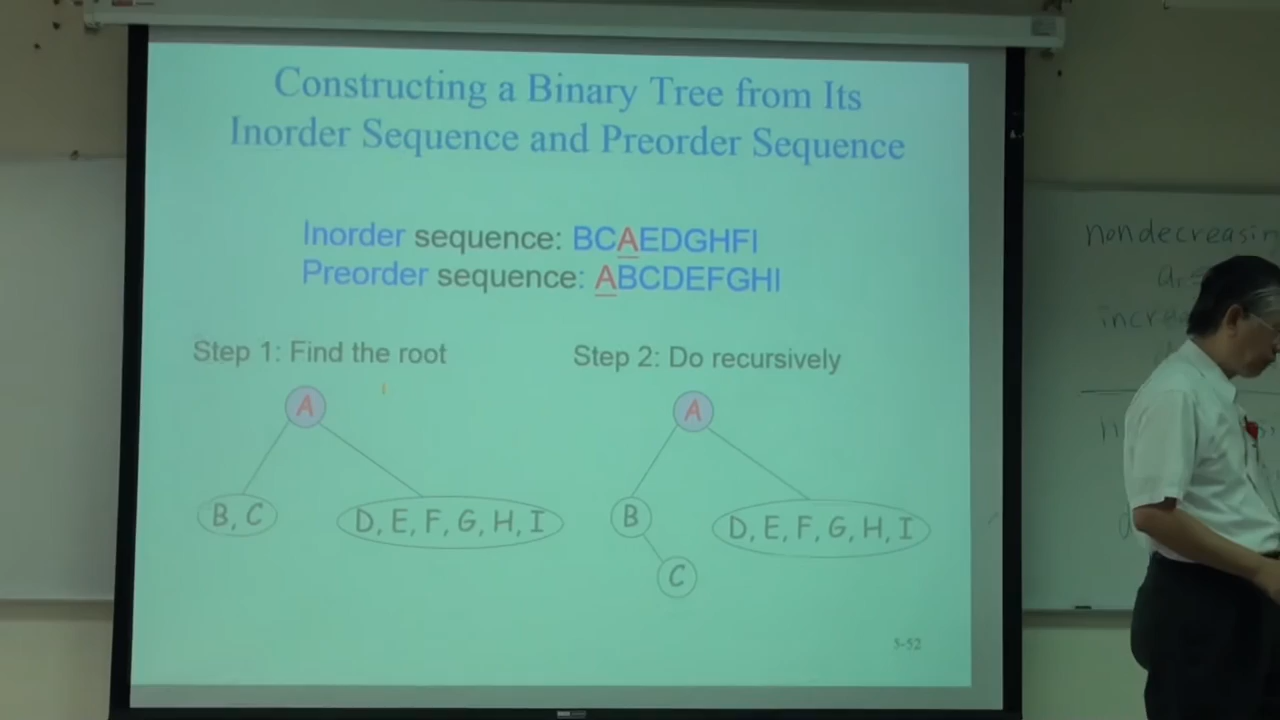 Constructing a Binary Tree from Its
Inorder Sequence and Preorder Sequence
Inorder sequence: BCAEDGHFI
Preorder sequence: ABCDEFGHI
Step 1: Find the root
Step 2: Do recursively
A
B, C
D, E, F, G, H, I
A
B
C
D, E, F, G, H, I
5-52